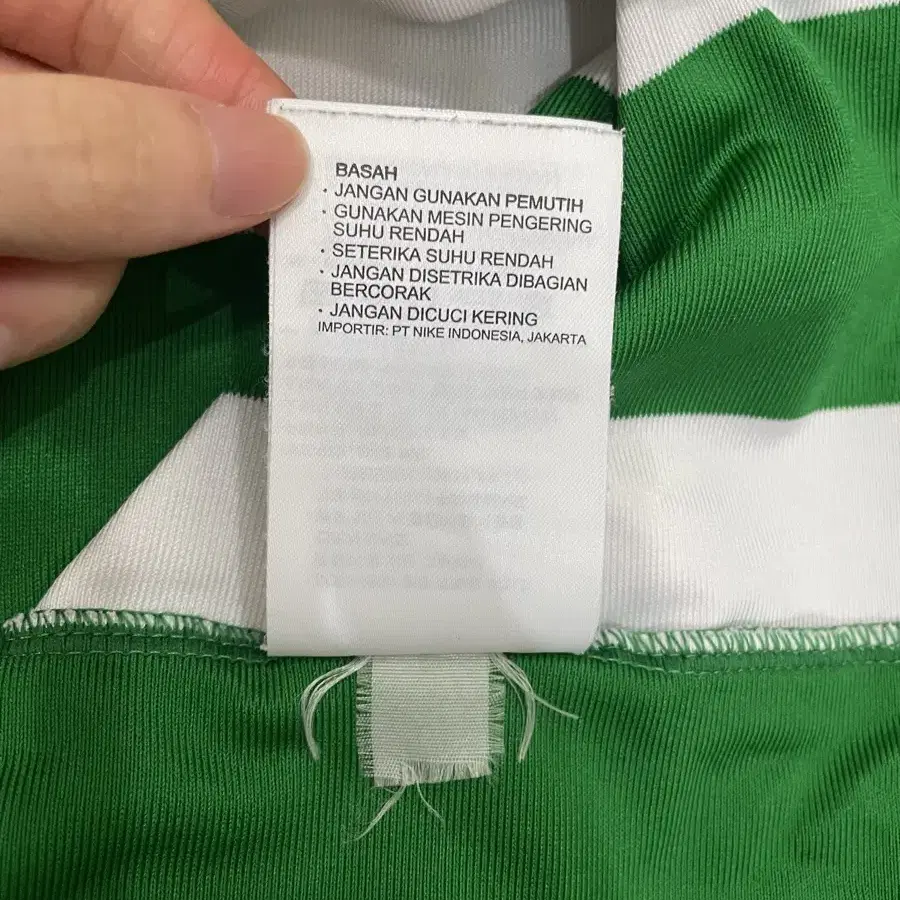 BASAH
· JANGAN GUNAKAN PEMUTIH
· GUNAKAN MESIN PENGERING
SUHU RENDAH
· SETERIKA SUHU RENDAH
· JANGAN DISETRIKA DIBAGIAN
BERCORAK
· JANGAN DICUCI KERING
IMPORTIR: PT NIKE INDONESIA, JAKARTA